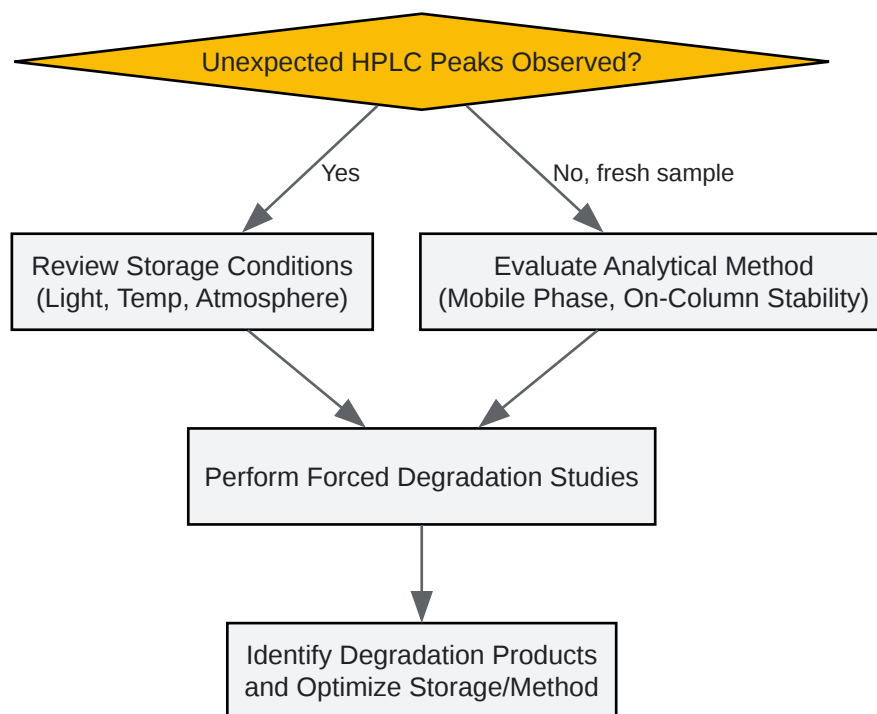 Unexpected HPLC Peaks Observed?
Yes
No, fresh sample
Review Storage Conditions
(Light, Temp, Atmosphere)
Evaluate Analytical Method
(Mobile Phase, On-Column Stability)
Perform Forced Degradation Studies
Identify Degradation Products
and Optimize Storage/Method